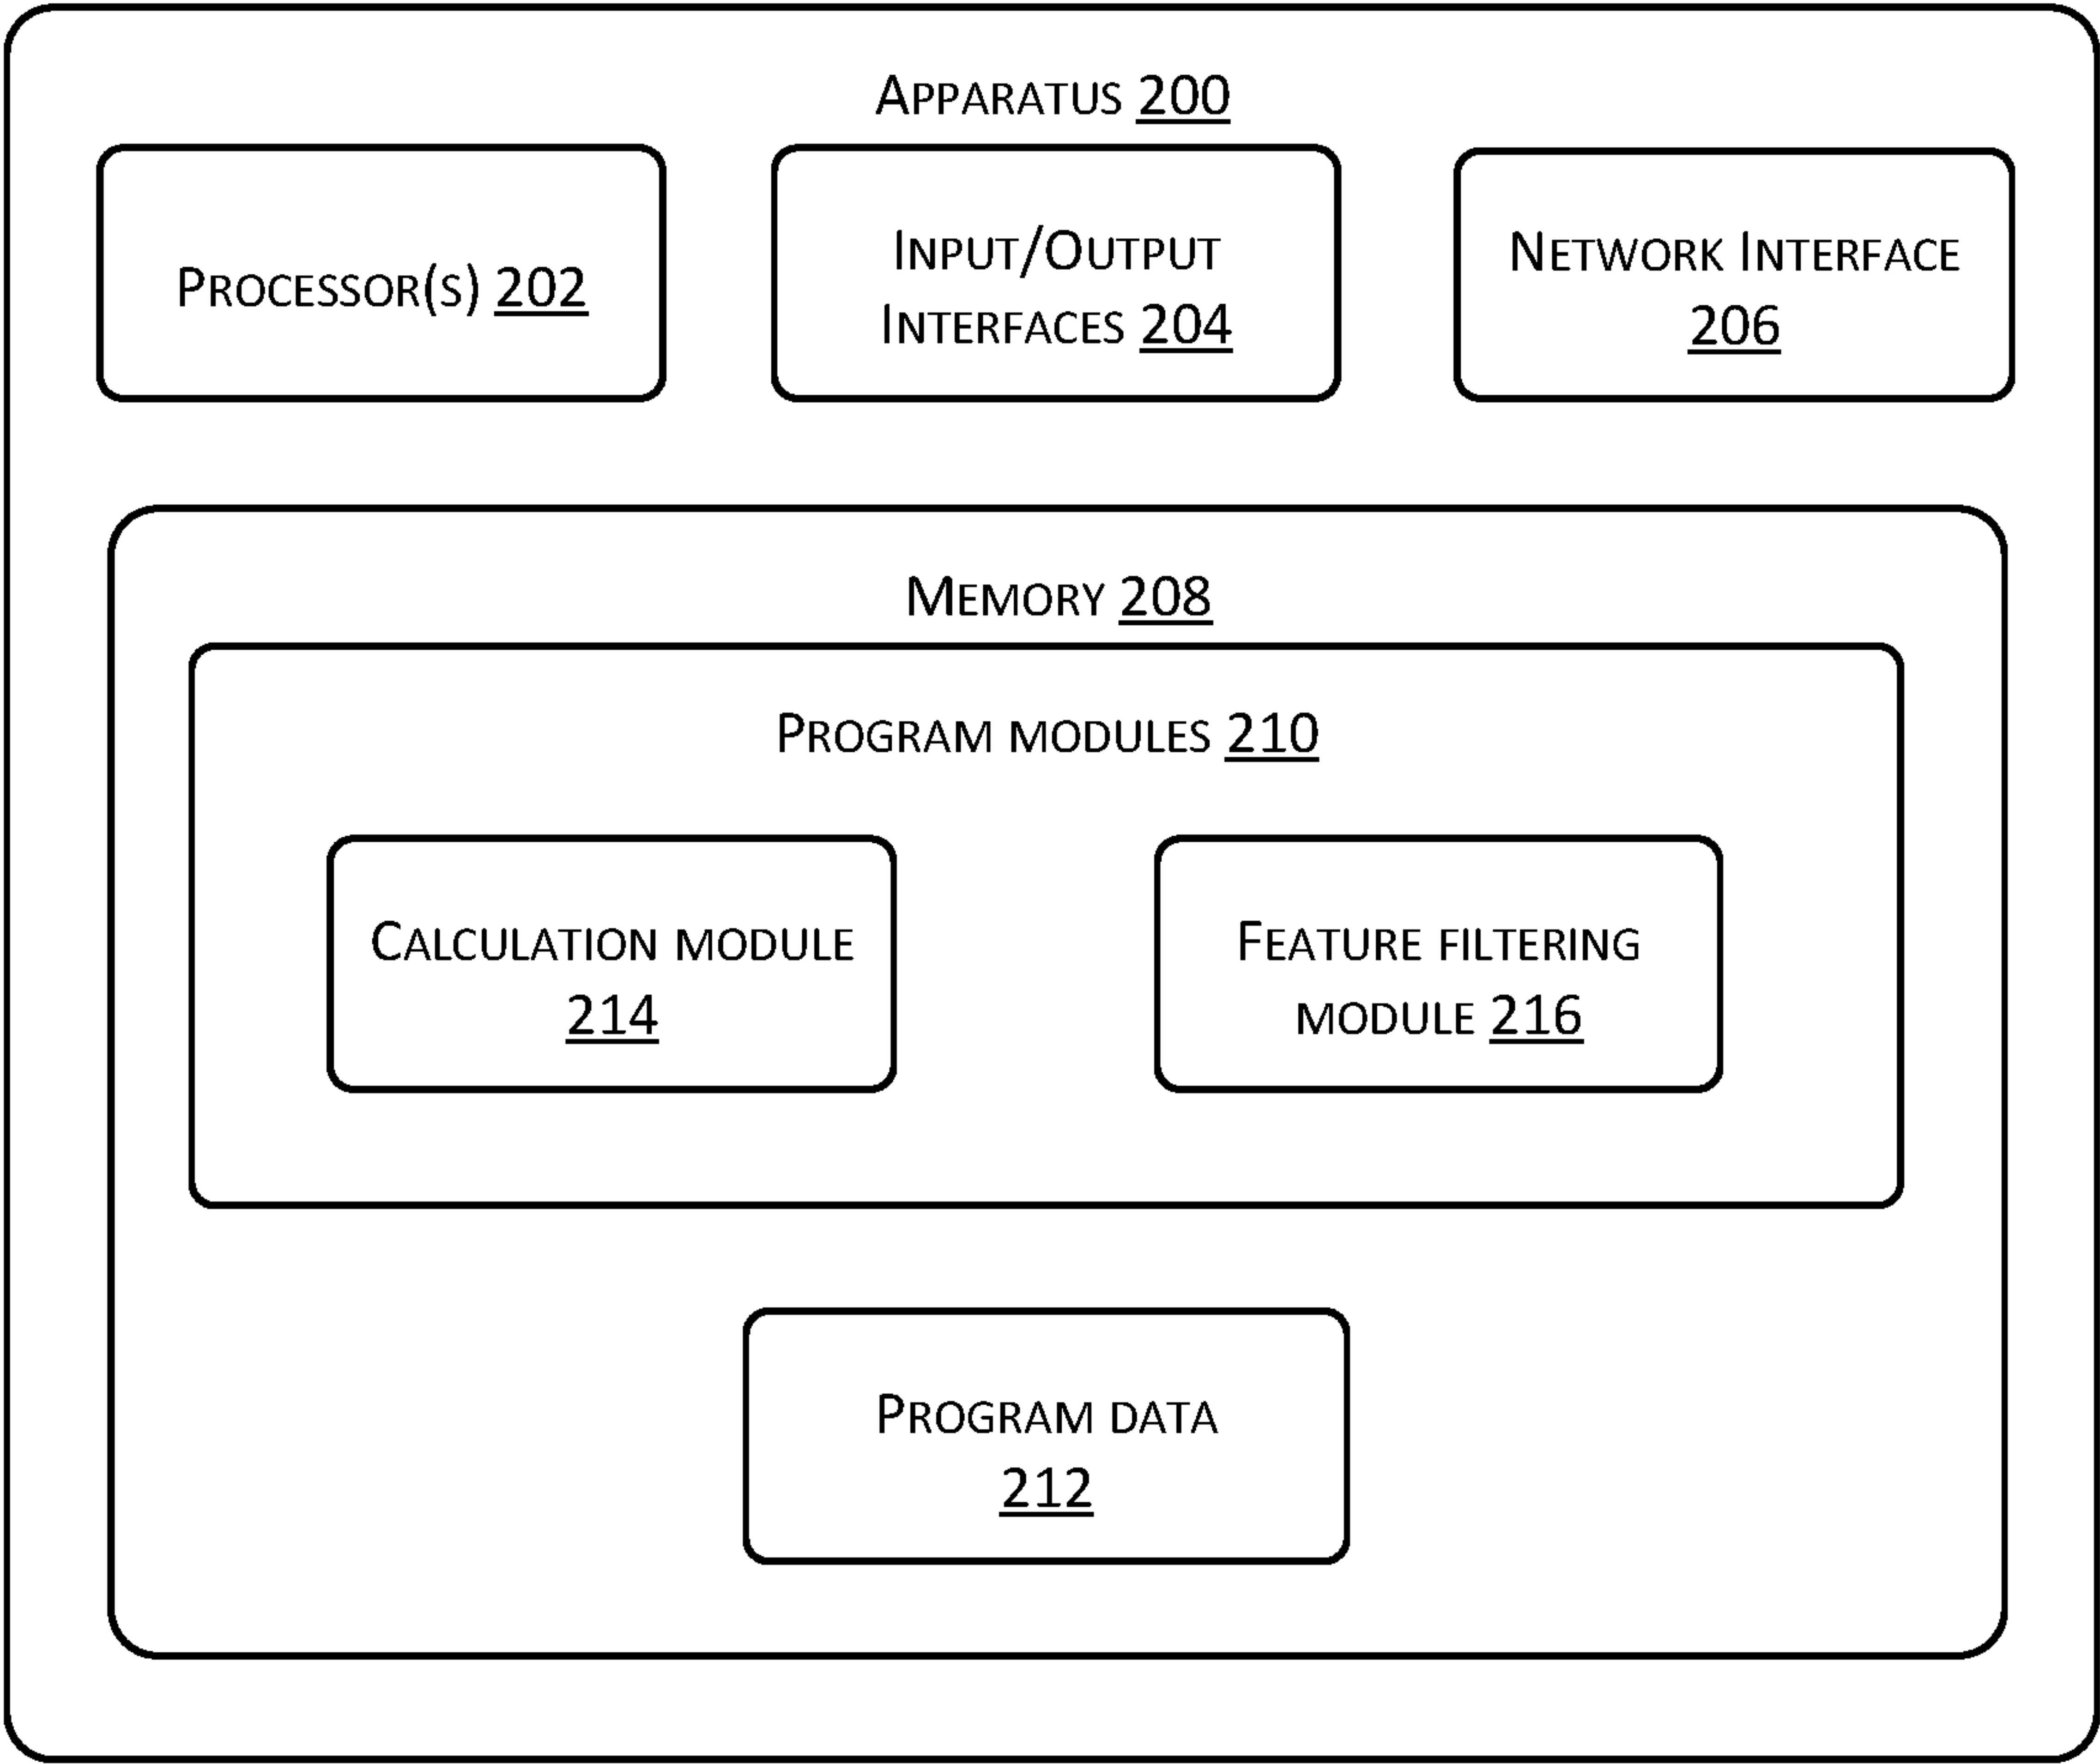 Apparatus 200
Processor(s) 202
Input/Output
Interfaces 204
Network Interface
206
Memory 208
Program modules 210
Calculation module
214
Feature filtering
module 216
Program data
212